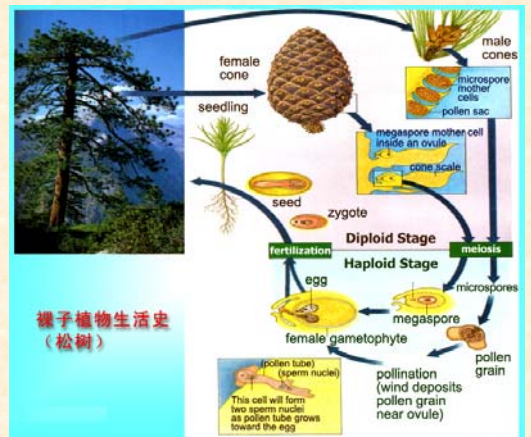 male
cones
female
cone
seedling
microspore
mother
cells
pollen sac
megaspore mother cell
inside an ovule
cone scale
seed
zygote
Diploid Stage
fertilization
meiosis
Haploid Stage
egg
microspores
megaspore
female gametophyte
pollen
grain
pollination
(wind deposits
pollen grain
near ovule)
(pollen tube)
(sperm nuclei)
This cell will form
two sperm nuclei
as pollen tube grows
toward the egg
裸子植物生活史
(松树)